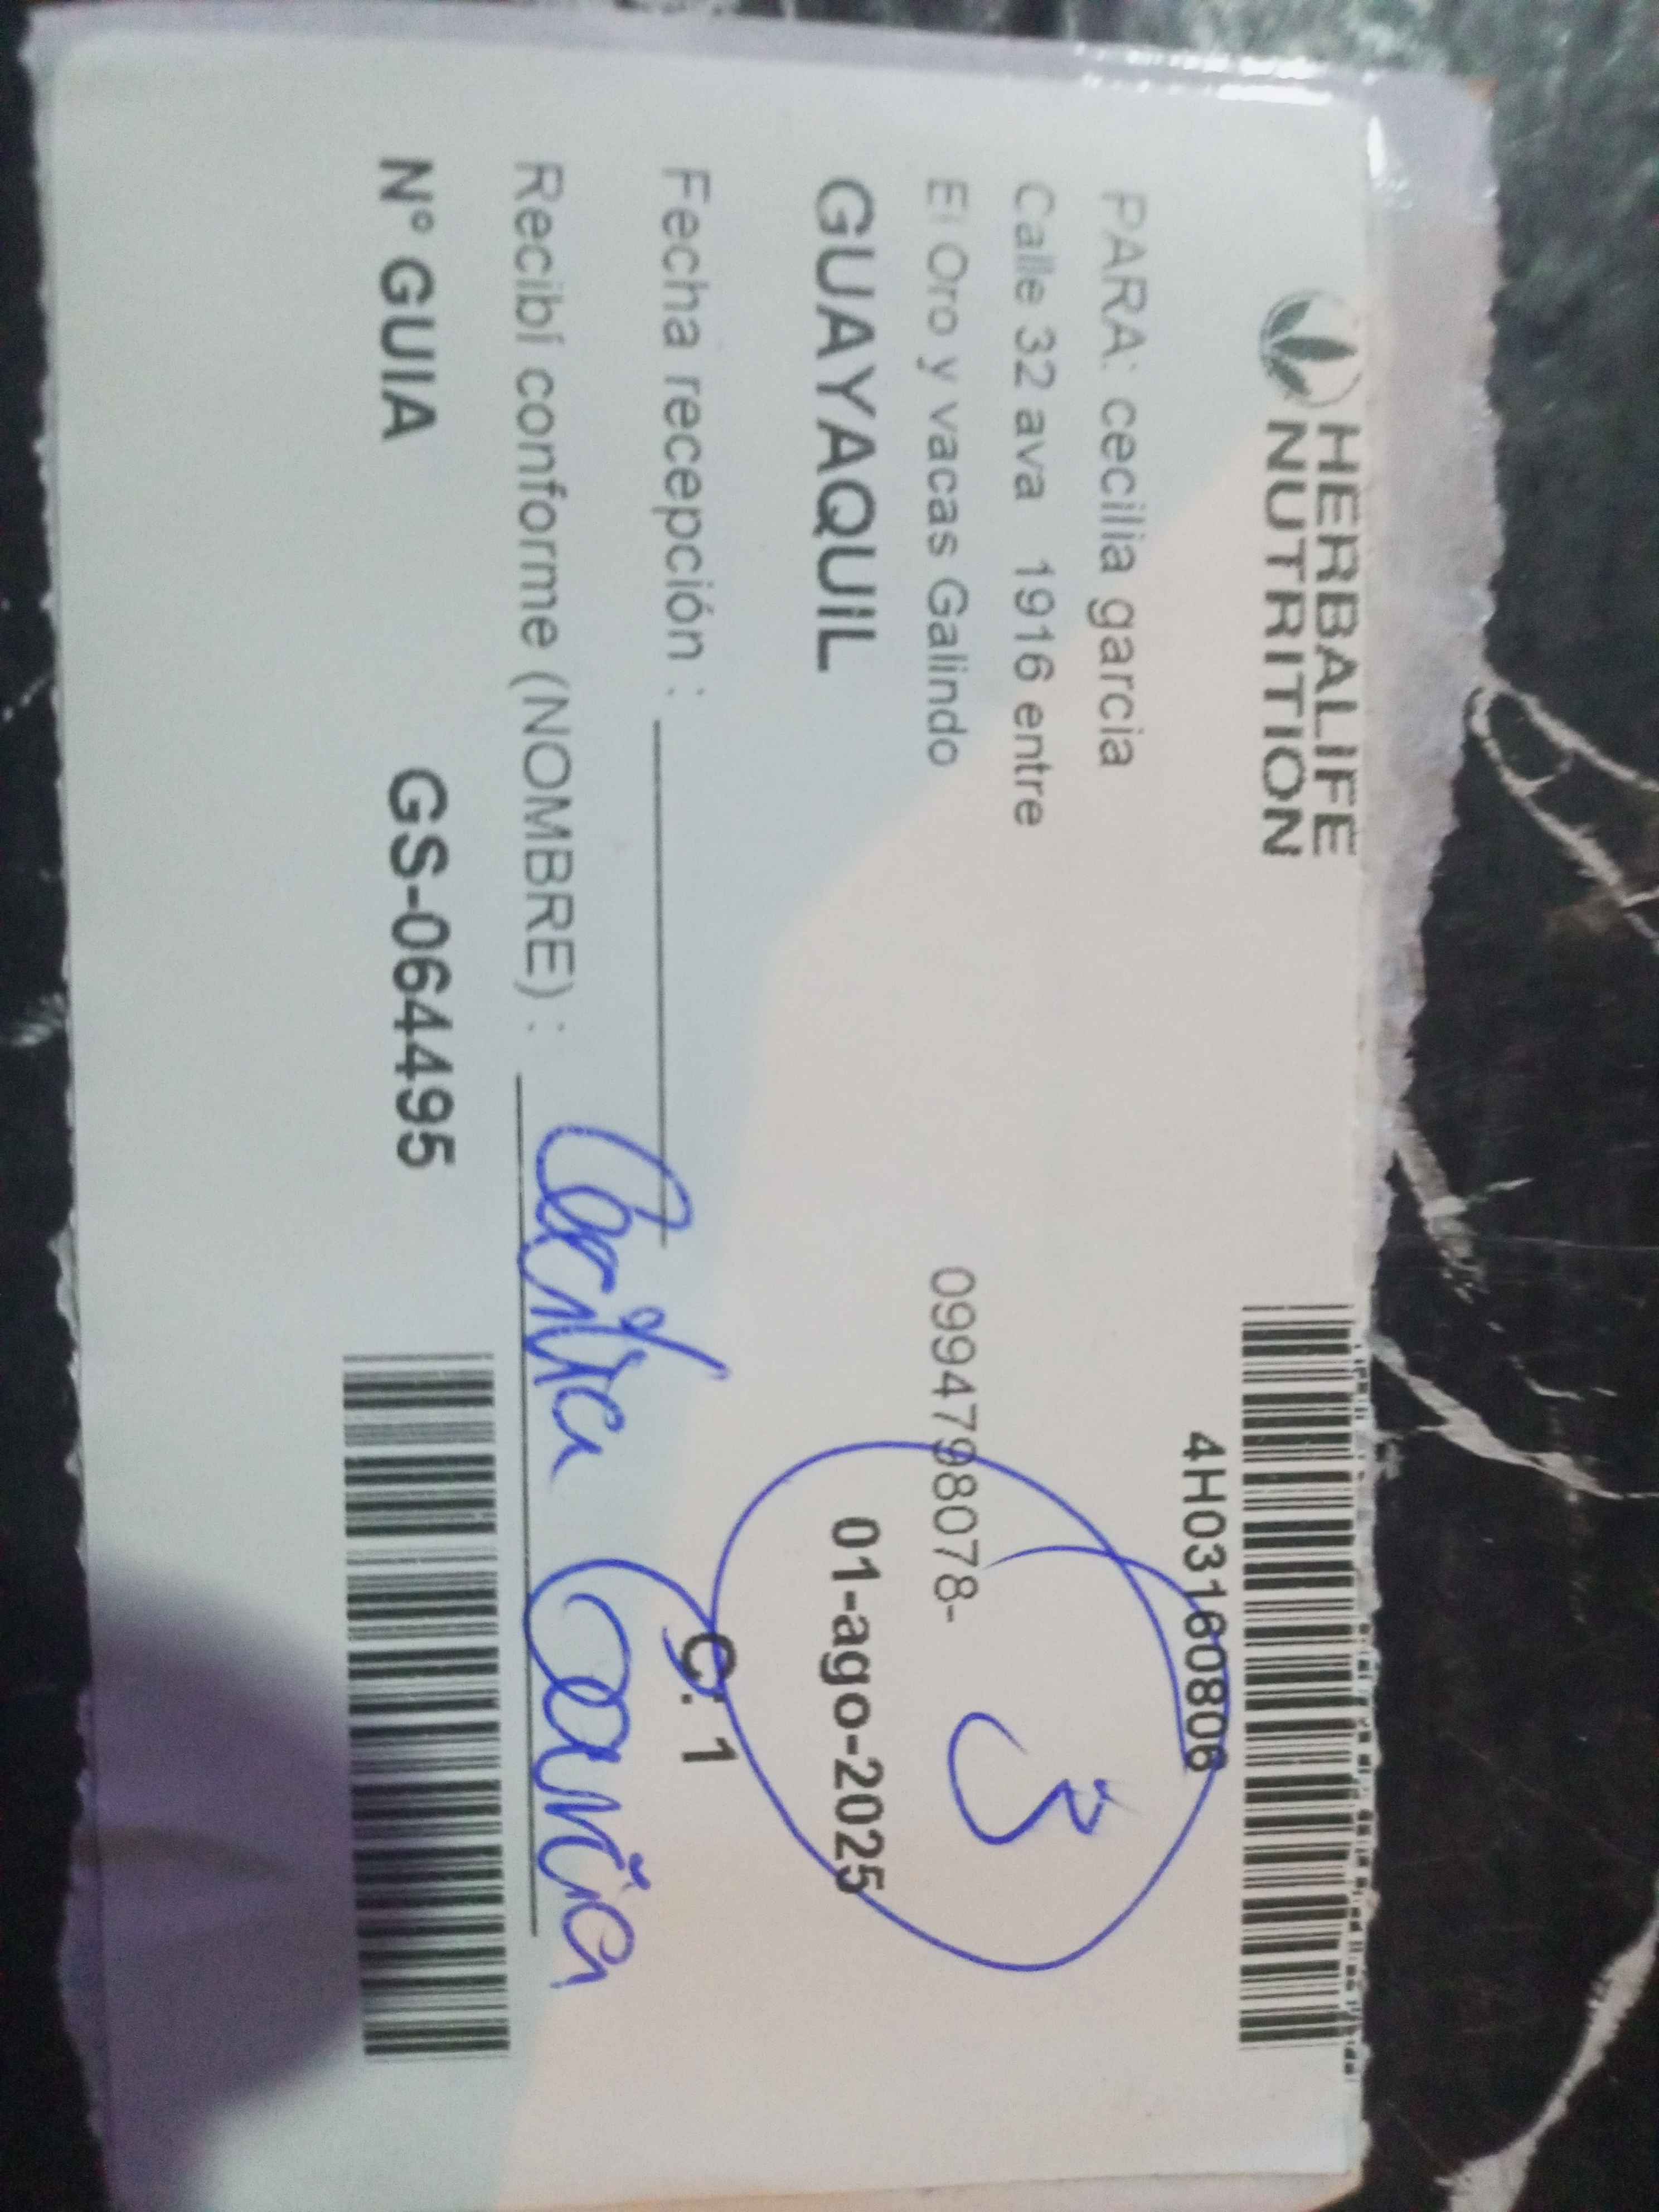 HERBALIFE
NUTRITION
4H03160806
PARA: cecilia garcia
Calle 32 ava 1916 entre
El Oro y vacas Galindo 0994798078-
3
GUAYAQUIL 01-ago-2025
Fecha recepción : C: 1
Recibí conforme (NOMBRE) : Cecilia Garcia
N° GUIA GS-064495